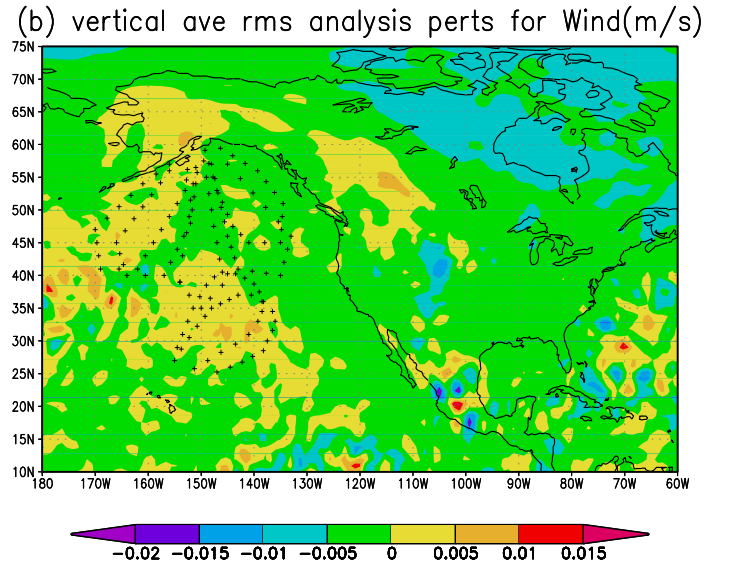 (b) vertical ave rms analysis perts for Wind(m/s)
75N
70N
65N
60N
55N
50N
45N
40N
35N
30N
25N
20N
15N
10N
180 170W 160W 150W 140W 130W 120W 110W 100W 90W 80W 70W 60W
-0.02 -0.015 -0.01 -0.005 0 0.005 0.01 0.015